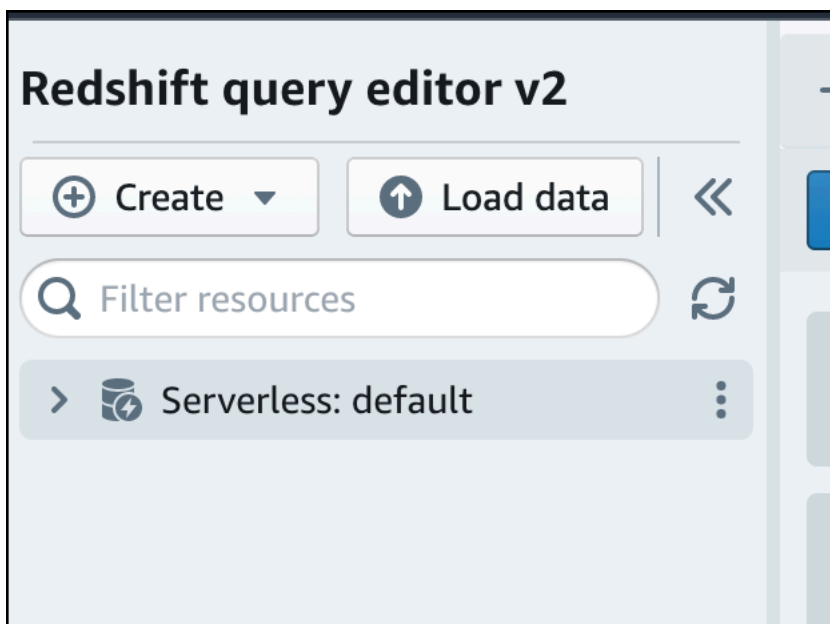 Redshift query editor v2
Create Load data
Filter resources
Serverless: default